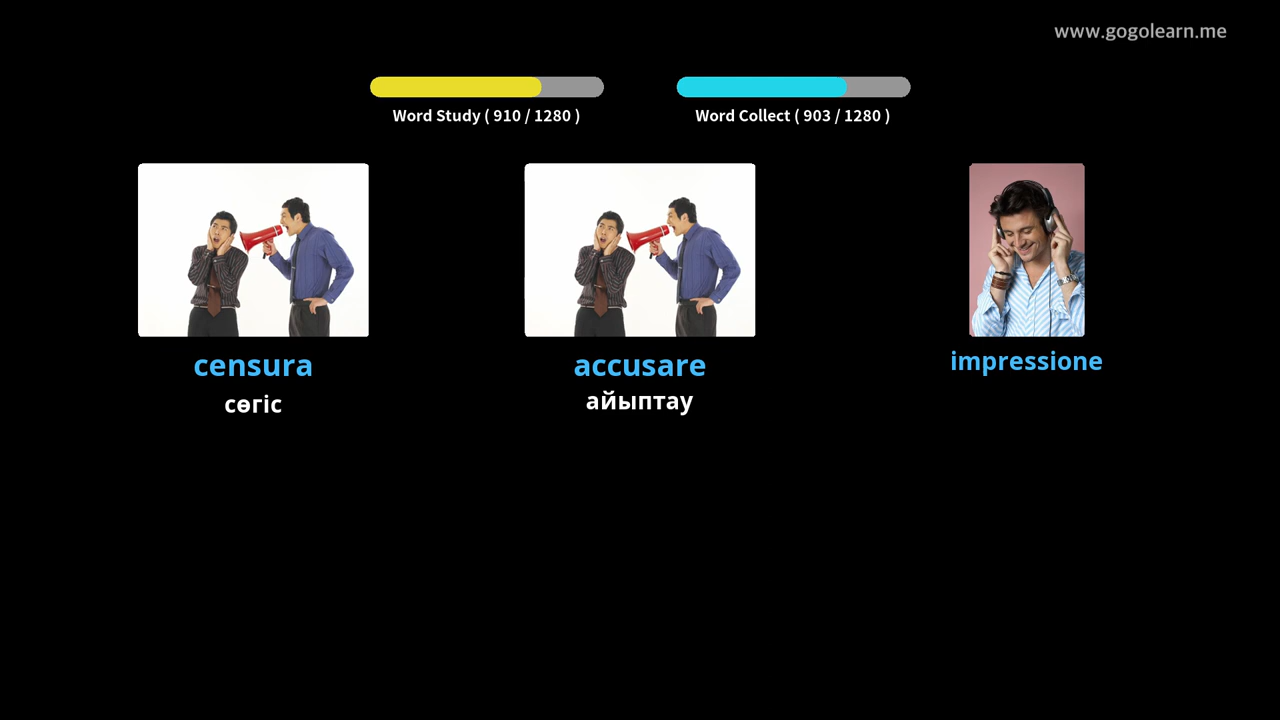 www.gogolearn.me
Word Study ( 910 / 1280 )
Word Collect ( 903 / 1280 )
censura
сөгіс
accusare
айыптау
impressione